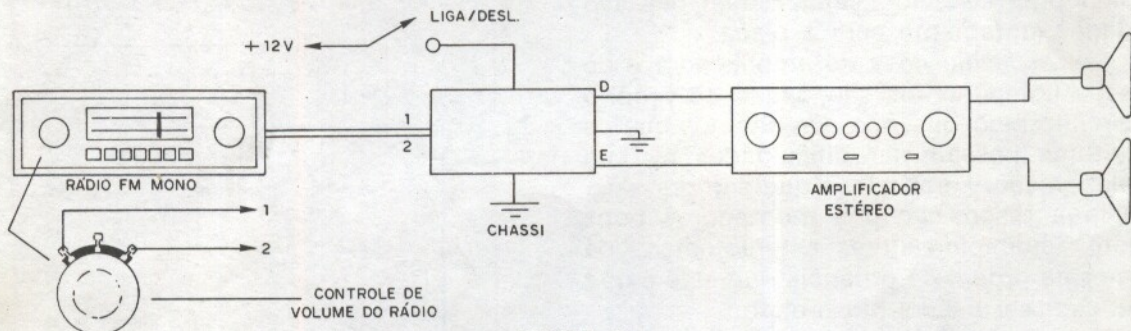 LIGA/DESL.
+12V
D
1
2
E
RÁDIO FM MONO
AMPLIFICADOR
ESTÉREO
CHASSI
1
2
CONTROLE DE
VOLUME DO RÁDIO